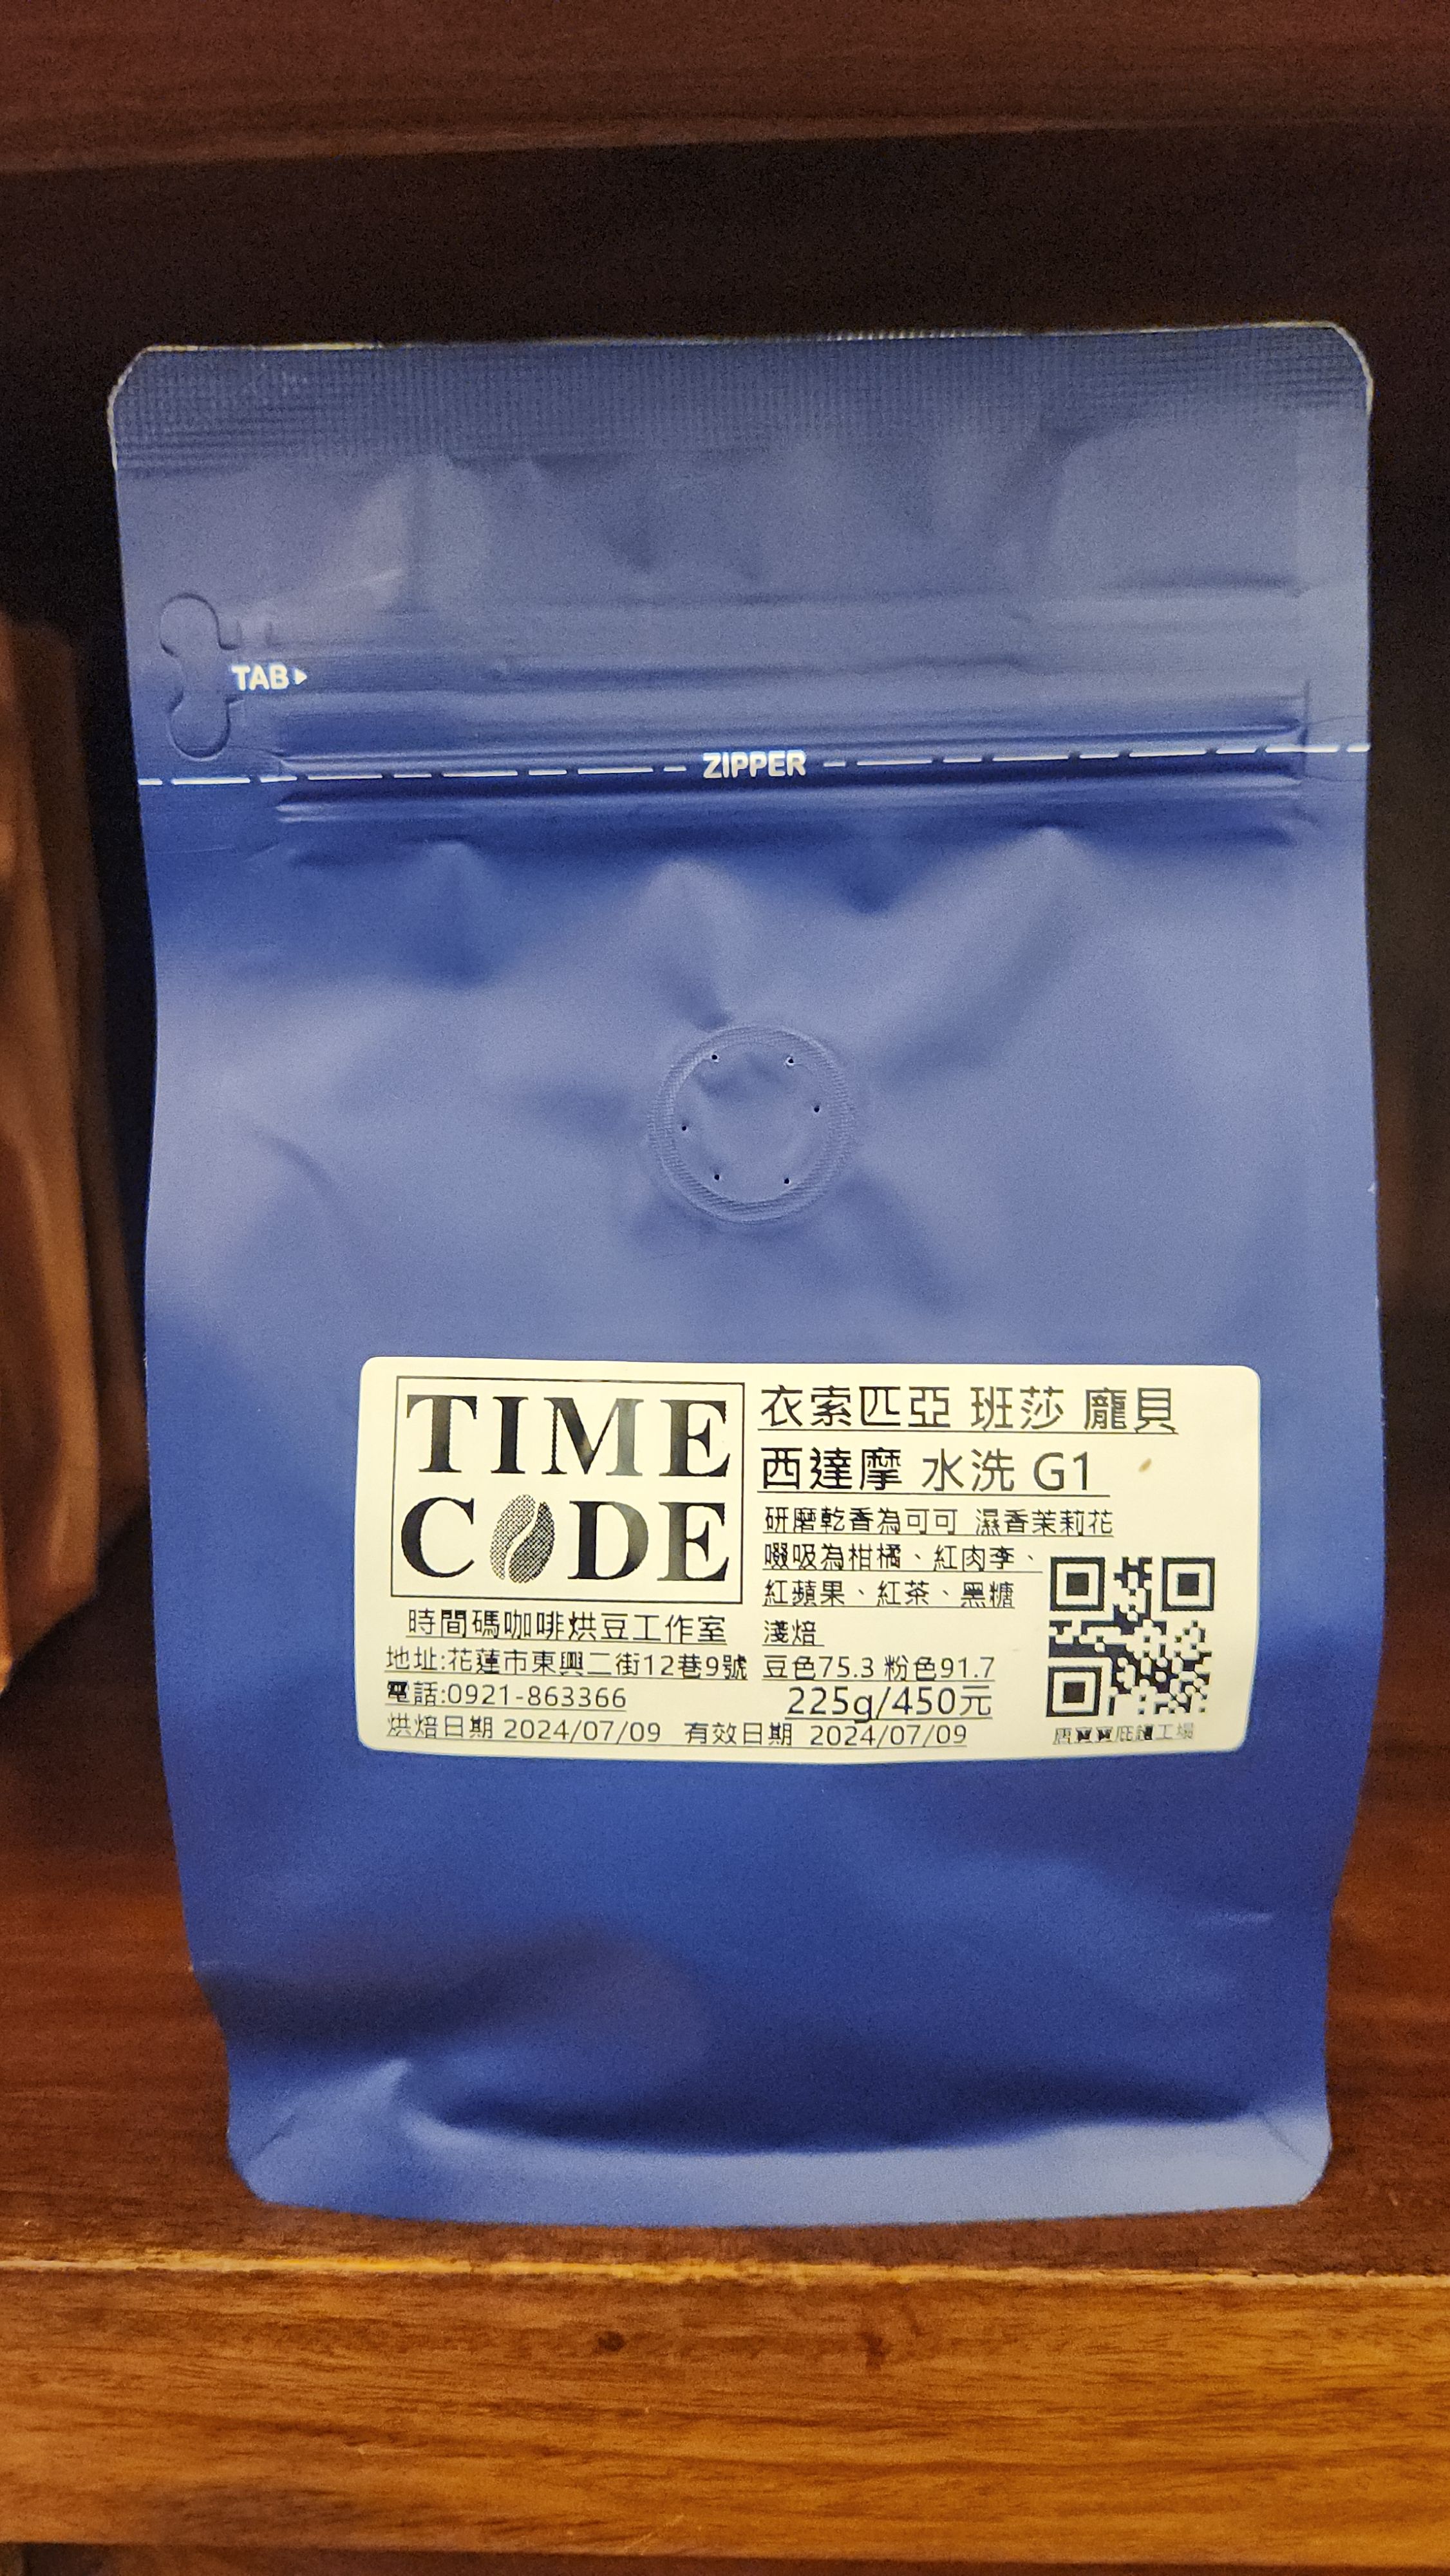 TAB
ZIPPER
TIME
CODE
衣索匹亞 班莎 龐貝
西達摩 水洗 G1
研磨乾香為可可 濕香茉莉花
啜吸為柑橘、紅肉李、
紅蘋果、紅茶、黑糖
淺焙
豆色75.3 粉色91.7
225g/450元
時間碼咖啡烘豆工作室
地址:花蓮市東興二街12巷9號
電話:0921-863366
烘焙日期 2024/07/09 有效日期 2024/07/09